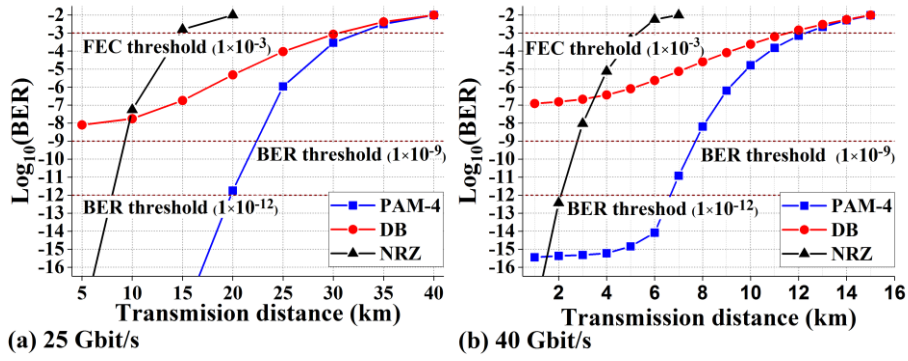 -2
-3
-4
-5
-6
-7
-8
-9
-10
-11
-12
-13
-14
-15
-16
Log10(BER)
FEC threshold (1×10-3)
BER threshold (1×10-9)
BER threshold (1×10-12)
PAM-4
DB
NRZ
5 10 15 20 25 30 35 40
Transmision distance (km)
(a) 25 Gbit/s
-2
-3
-4
-5
-6
-7
-8
-9
-10
-11
-12
-13
-14
-15
-16
Log10(BER)
FEC threshold (1×10-3)
BER threshold (1×10-9)
BER threshod (1×10-12)
PAM-4
DB
NRZ
2 4 6 8 10 12 14 16
Transmission distance (km)
(b) 40 Gbit/s